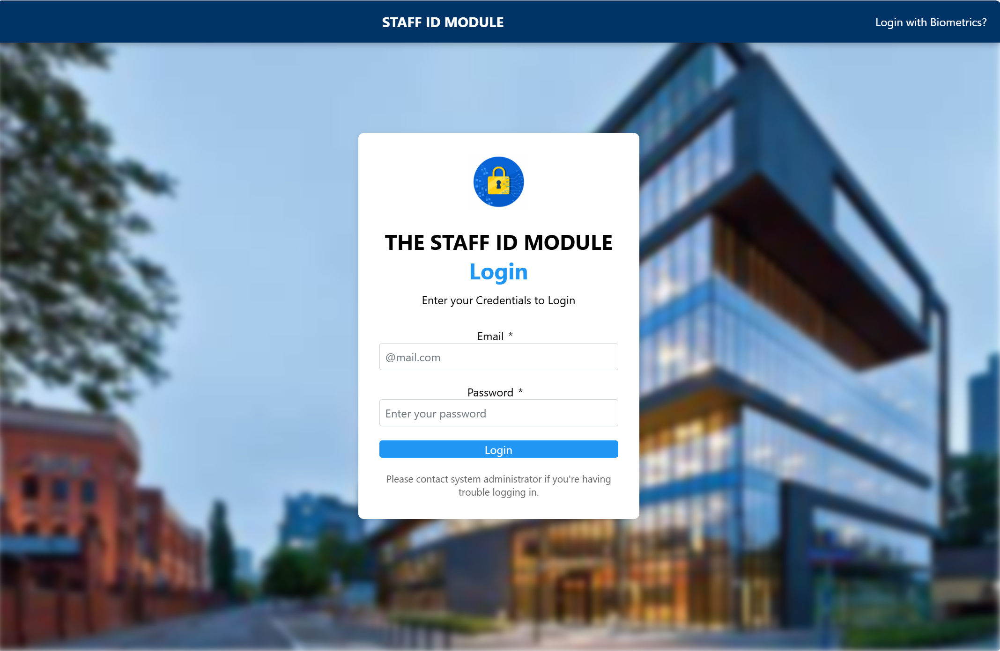 STAFF ID MODULE
Login with Biometrics?
THE STAFF ID MODULE
Login
Enter your Credentials to Login
Email *
@mail.com
Password *
Enter your password
Login
Please contact system administrator if you're having
trouble logging in.